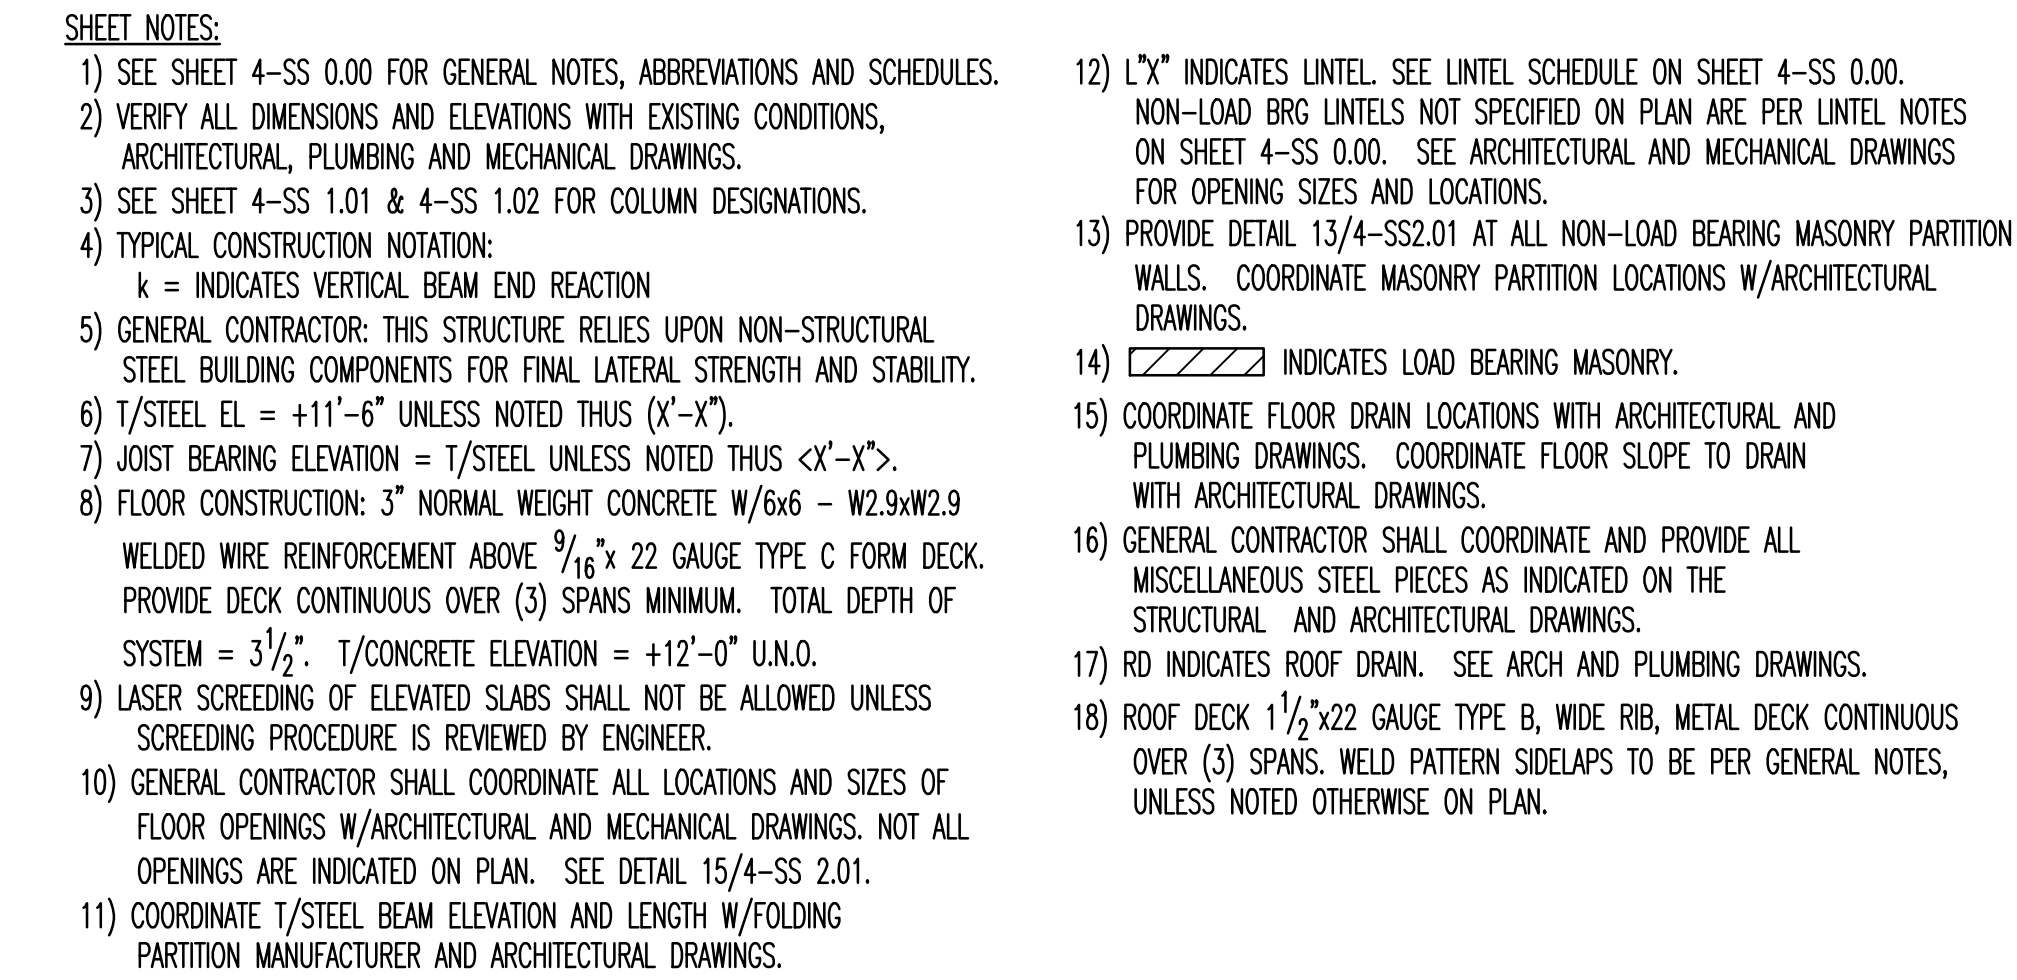 SHEET NOTES:
1) SEE SHEET 4-SS 0.00 FOR GENERAL NOTES, ABBREVIATIONS AND SCHEDULES.
2) VERIFY ALL DIMENSIONS AND ELEVATIONS WITH EXISTING CONDITIONS,
ARCHITECTURAL, PLUMBING AND MECHANICAL DRAWINGS.
3) SEE SHEET 4-SS 1.01 & 4-SS 1.02 FOR COLUMN DESIGNATIONS.
4) TYPICAL CONSTRUCTION NOTATION:
k = INDICATES VERTICAL BEAM END REACTION
5) GENERAL CONTRACTOR: THIS STRUCTURE RELIES UPON NON-STRUCTURAL
STEEL BUILDING COMPONENTS FOR FINAL LATERAL STRENGTH AND STABILITY.
6) T/STEEL EL = +11'-6" UNLESS NOTED THUS (X'-X").
7) JOIST BEARING ELEVATION = T/STEEL UNLESS NOTED THUS <X'-X">.
8) FLOOR CONSTRUCTION: 3" NORMAL WEIGHT CONCRETE W/6x6 - W2.9xW2.9
WELDED WIRE REINFORCEMENT ABOVE 9/16"x 22 GAUGE TYPE C FORM DECK.
PROVIDE DECK CONTINUOUS OVER (3) SPANS MINIMUM. TOTAL DEPTH OF
SYSTEM = 3 1/2". T/CONCRETE ELEVATION = +12'-0" U.N.O.
9) LASER SCREEDING OF ELEVATED SLABS SHALL NOT BE ALLOWED UNLESS
SCREEDING PROCEDURE IS REVIEWED BY ENGINEER.
10) GENERAL CONTRACTOR SHALL COORDINATE ALL LOCATIONS AND SIZES OF
FLOOR OPENINGS W/ARCHITECTURAL AND MECHANICAL DRAWINGS. NOT ALL
OPENINGS ARE INDICATED ON PLAN. SEE DETAIL 15/4-SS 2.01.
11) COORDINATE T/STEEL BEAM ELEVATION AND LENGTH W/FOLDING
PARTITION MANUFACTURER AND ARCHITECTURAL DRAWINGS.
12) L"X" INDICATES LINTEL. SEE LINTEL SCHEDULE ON SHEET 4-SS 0.00.
NON-LOAD BRG LINTELS NOT SPECIFIED ON PLAN ARE PER LINTEL NOTES
ON SHEET 4-SS 0.00. SEE ARCHITECTURAL AND MECHANICAL DRAWINGS
FOR OPENING SIZES AND LOCATIONS.
13) PROVIDE DETAIL 13/4-SS2.01 AT ALL NON-LOAD BEARING MASONRY PARTITION
WALLS. COORDINATE MASONRY PARTITION LOCATIONS W/ARCHITECTURAL
DRAWINGS.
14) INDICATES LOAD BEARING MASONRY.
15) COORDINATE FLOOR DRAIN LOCATIONS WITH ARCHITECTURAL AND
PLUMBING DRAWINGS. COORDINATE FLOOR SLOPE TO DRAIN
WITH ARCHITECTURAL DRAWINGS.
16) GENERAL CONTRACTOR SHALL COORDINATE AND PROVIDE ALL
MISCELLANEOUS STEEL PIECES AS INDICATED ON THE
STRUCTURAL AND ARCHITECTURAL DRAWINGS.
17) RD INDICATES ROOF DRAIN. SEE ARCH AND PLUMBING DRAWINGS.
18) ROOF DECK 1 1/2"x22 GAUGE TYPE B, WIDE RIB, METAL DECK CONTINUOUS
OVER (3) SPANS. WELD PATTERN SIDELAPS TO BE PER GENERAL NOTES,
UNLESS NOTED OTHERWISE ON PLAN.